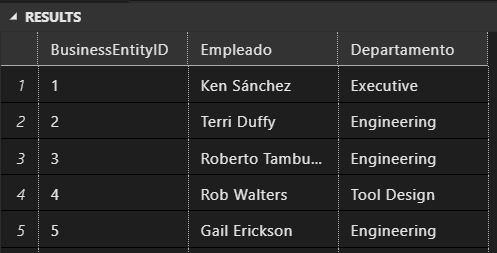 RESULTS
BusinessEntityID Empleado Departamento
1 1 Ken Sánchez Executive
2 2 Terri Duffy Engineering
3 3 Roberto Tambu... Engineering
4 4 Rob Walters Tool Design
5 5 Gail Erickson Engineering